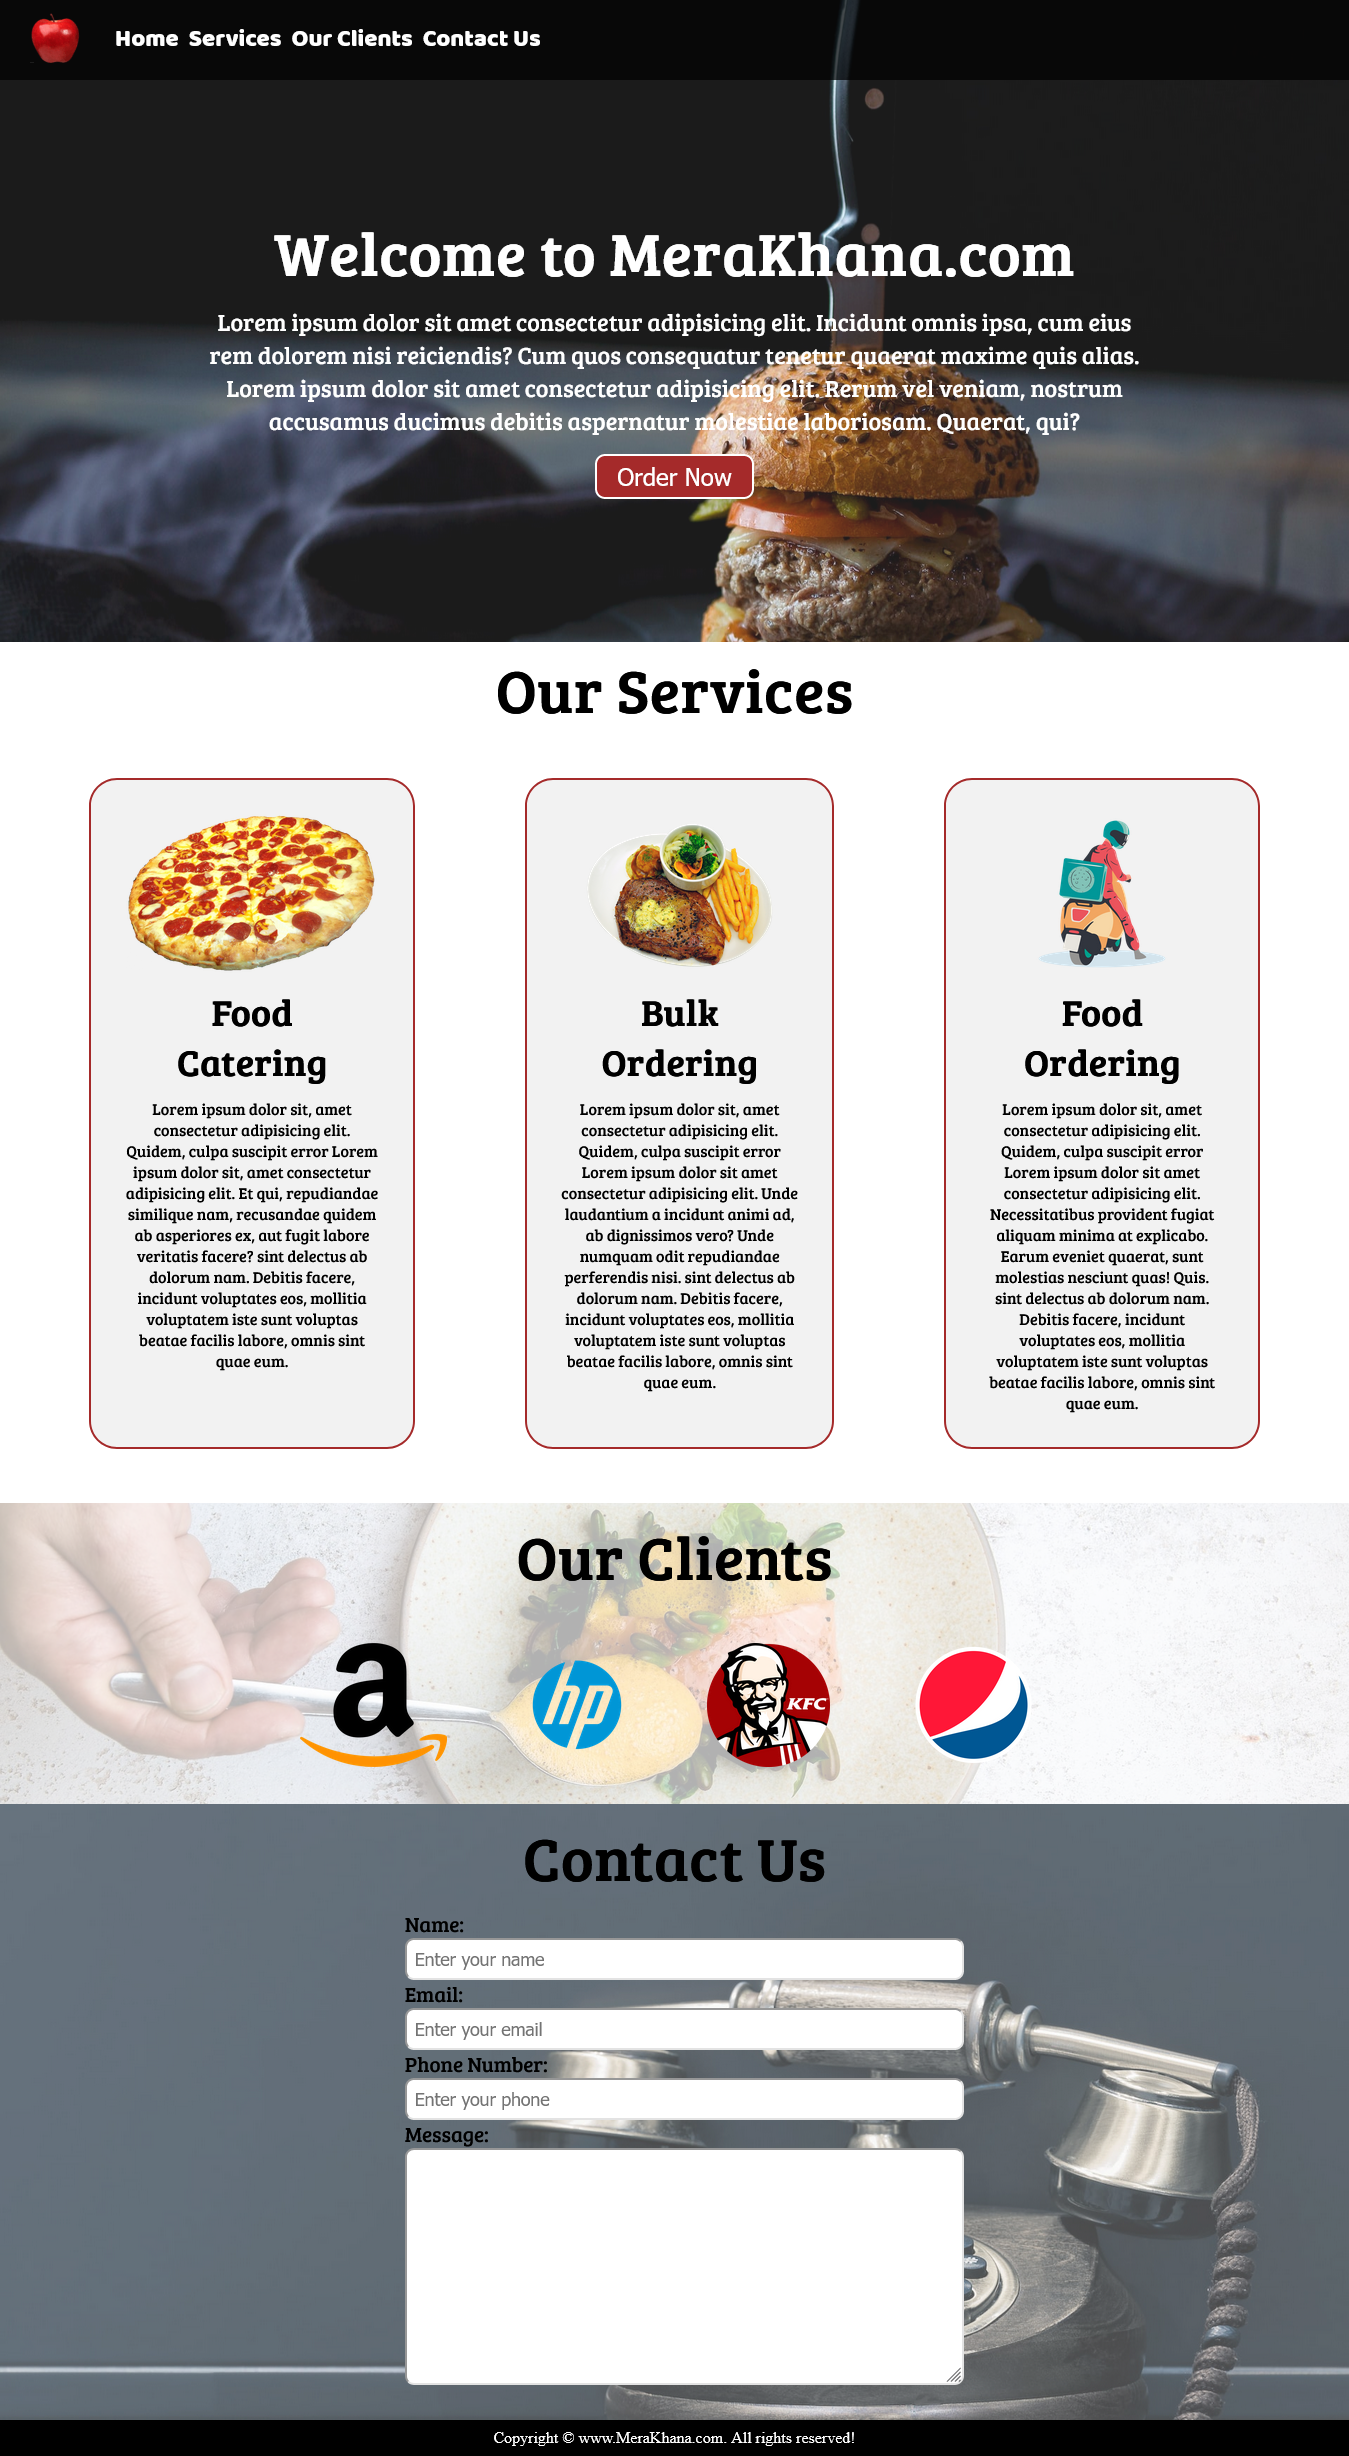 Home Services Our Clients Contact Us
Welcome to MeraKhana.com
Lorem ipsum dolor sit amet consectetur adipisicing elit. Incidunt omnis ipsa, cum eius
rem dolorem nisi reiciendis? Cum quos consequatur tenetur quaerat maxime quis alias.
Lorem ipsum dolor sit amet consectetur adipisicing elit. Rerum vel veniam, nostrum
accusamus ducimus debitis aspernatur molestiae laboriosam. Quaerat, qui?
Order Now
Our Services
Food
Catering
Lorem ipsum dolor sit, amet
consectetur adipisicing elit.
Quidem, culpa suscipit error Lorem
ipsum dolor sit, amet consectetur
adipisicing elit. Et qui, repudiandae
similique nam, recusandae quidem
ab asperiores ex, aut fugit labore
veritatis facere? sint delectus ab
dolorum nam. Debitis facere,
incidunt voluptates eos, mollitia
voluptatem iste sunt voluptas
beatae facilis labore, omnis sint
quae eum.
Bulk
Ordering
Lorem ipsum dolor sit, amet
consectetur adipisicing elit.
Quidem, culpa suscipit error
Lorem ipsum dolor sit amet
consectetur adipisicing elit. Unde
laudantium a incidunt animi ad,
ab dignissimos vero? Unde
numquam odit repudiandae
perferendis nisi. sint delectus ab
dolorum nam. Debitis facere,
incidunt voluptates eos, mollitia
voluptatem iste sunt voluptas
beatae facilis labore, omnis sint
quae eum.
Food
Ordering
Lorem ipsum dolor sit, amet
consectetur adipisicing elit.
Quidem, culpa suscipit error
Lorem ipsum dolor sit amet
consectetur adipisicing elit.
Necessitatibus provident fugiat
aliquam minima at explicabo.
Earum eveniet quaerat, sunt
molestias nesciunt quas! Quis.
sint delectus ab dolorum nam.
Debitis facere, incidunt
voluptates eos, mollitia
voluptatem iste sunt voluptas
beatae facilis labore, omnis sint
quae eum.
Our Clients
a
hp
KFC
Contact Us
Name:
Enter your name
Email:
Enter your email
Phone Number:
Enter your phone
Message:
Copyright © www.MeraKhana.com. All rights reserved!